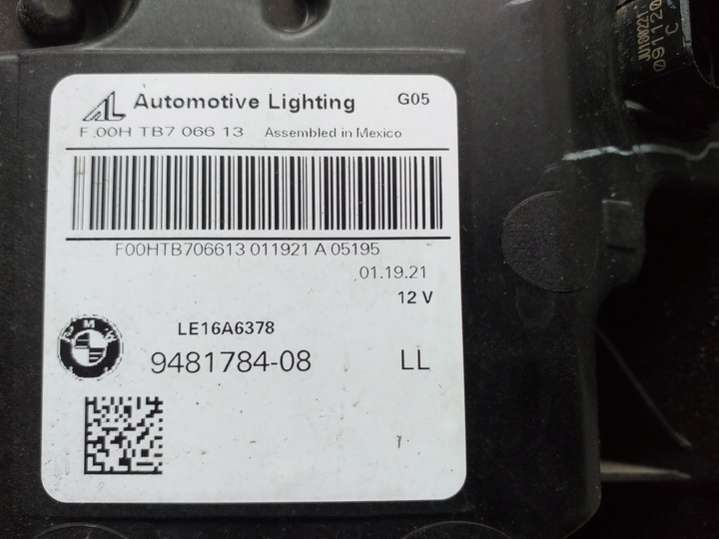 AL Automotive Lighting G05
F 00H TB7 066 13 Assembled in Mexico
F00HTB706613 011921 A 05195
01.19.21
12 V
LE16A6378
BMW
9481784-08 LL
C